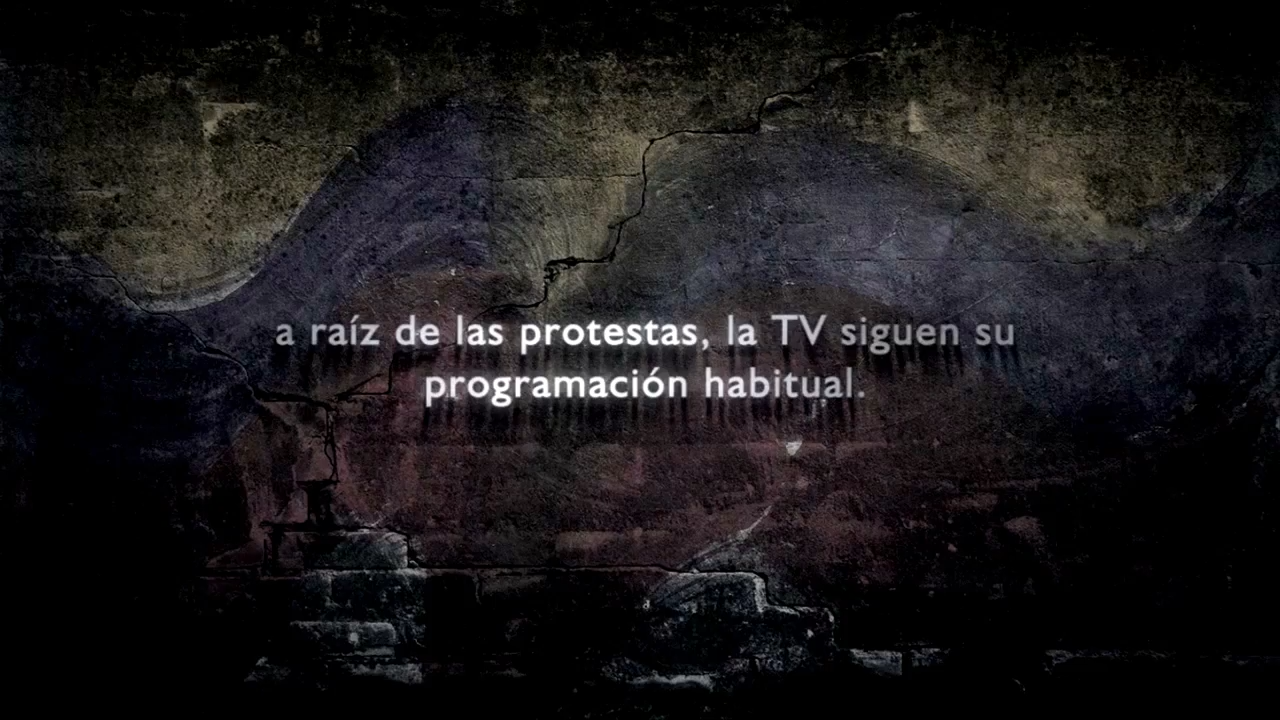 a raíz de las protestas, la TV siguen su
programación habitual.